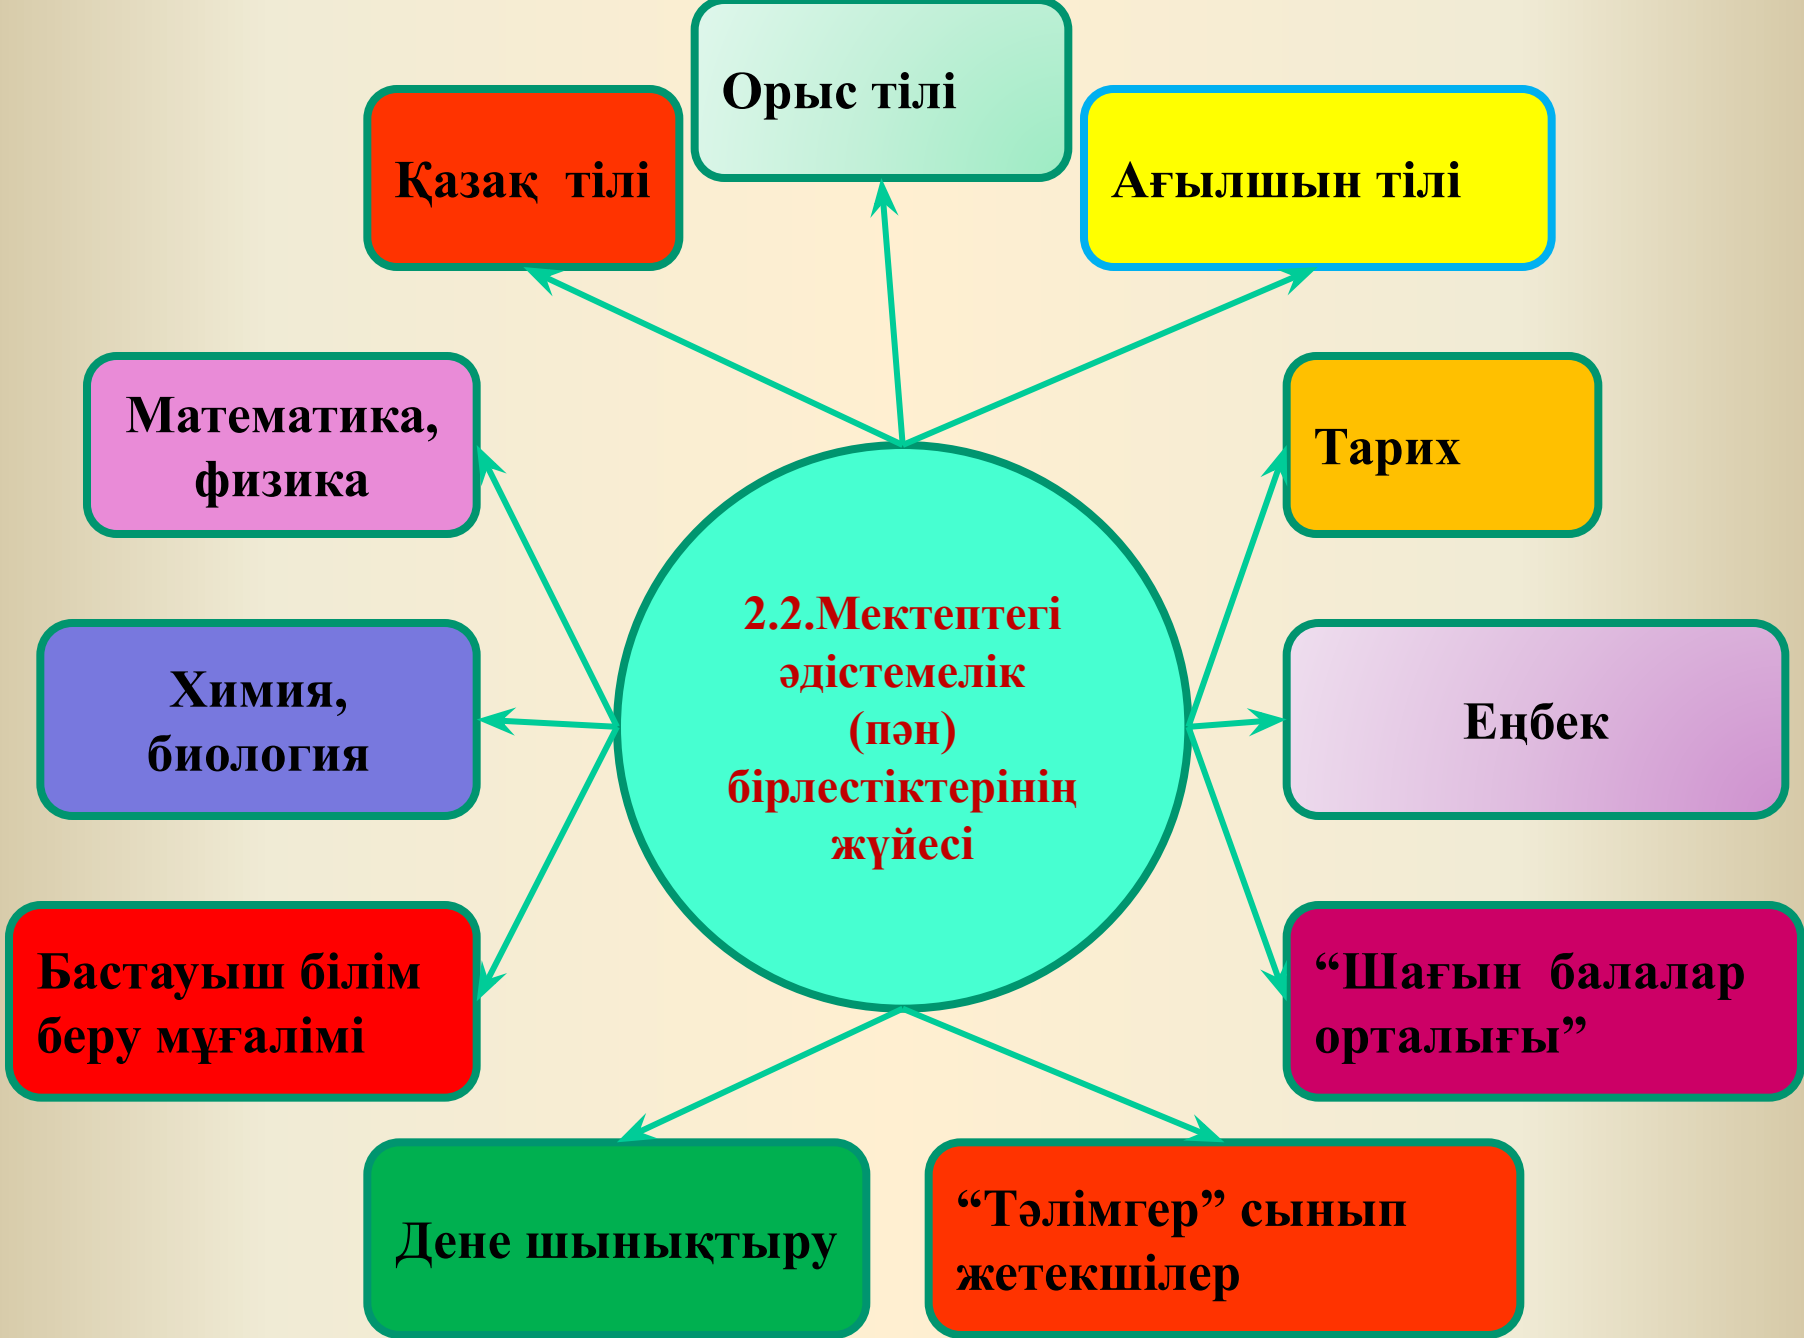 Орыс тілі
Қазақ тілі
Ағылшын тілі
Математика,
физика
Тарих
2.2.Мектептегі
әдістемелік
(пән)
бірлестіктерінің
жүйесі
Химия,
биология
Еңбек
Бастауыш білім
беру мұғалімі
“Шағын балалар
орталығы”
Дене шынықтыру
“Тәлімгер” сынып
жетекшілер